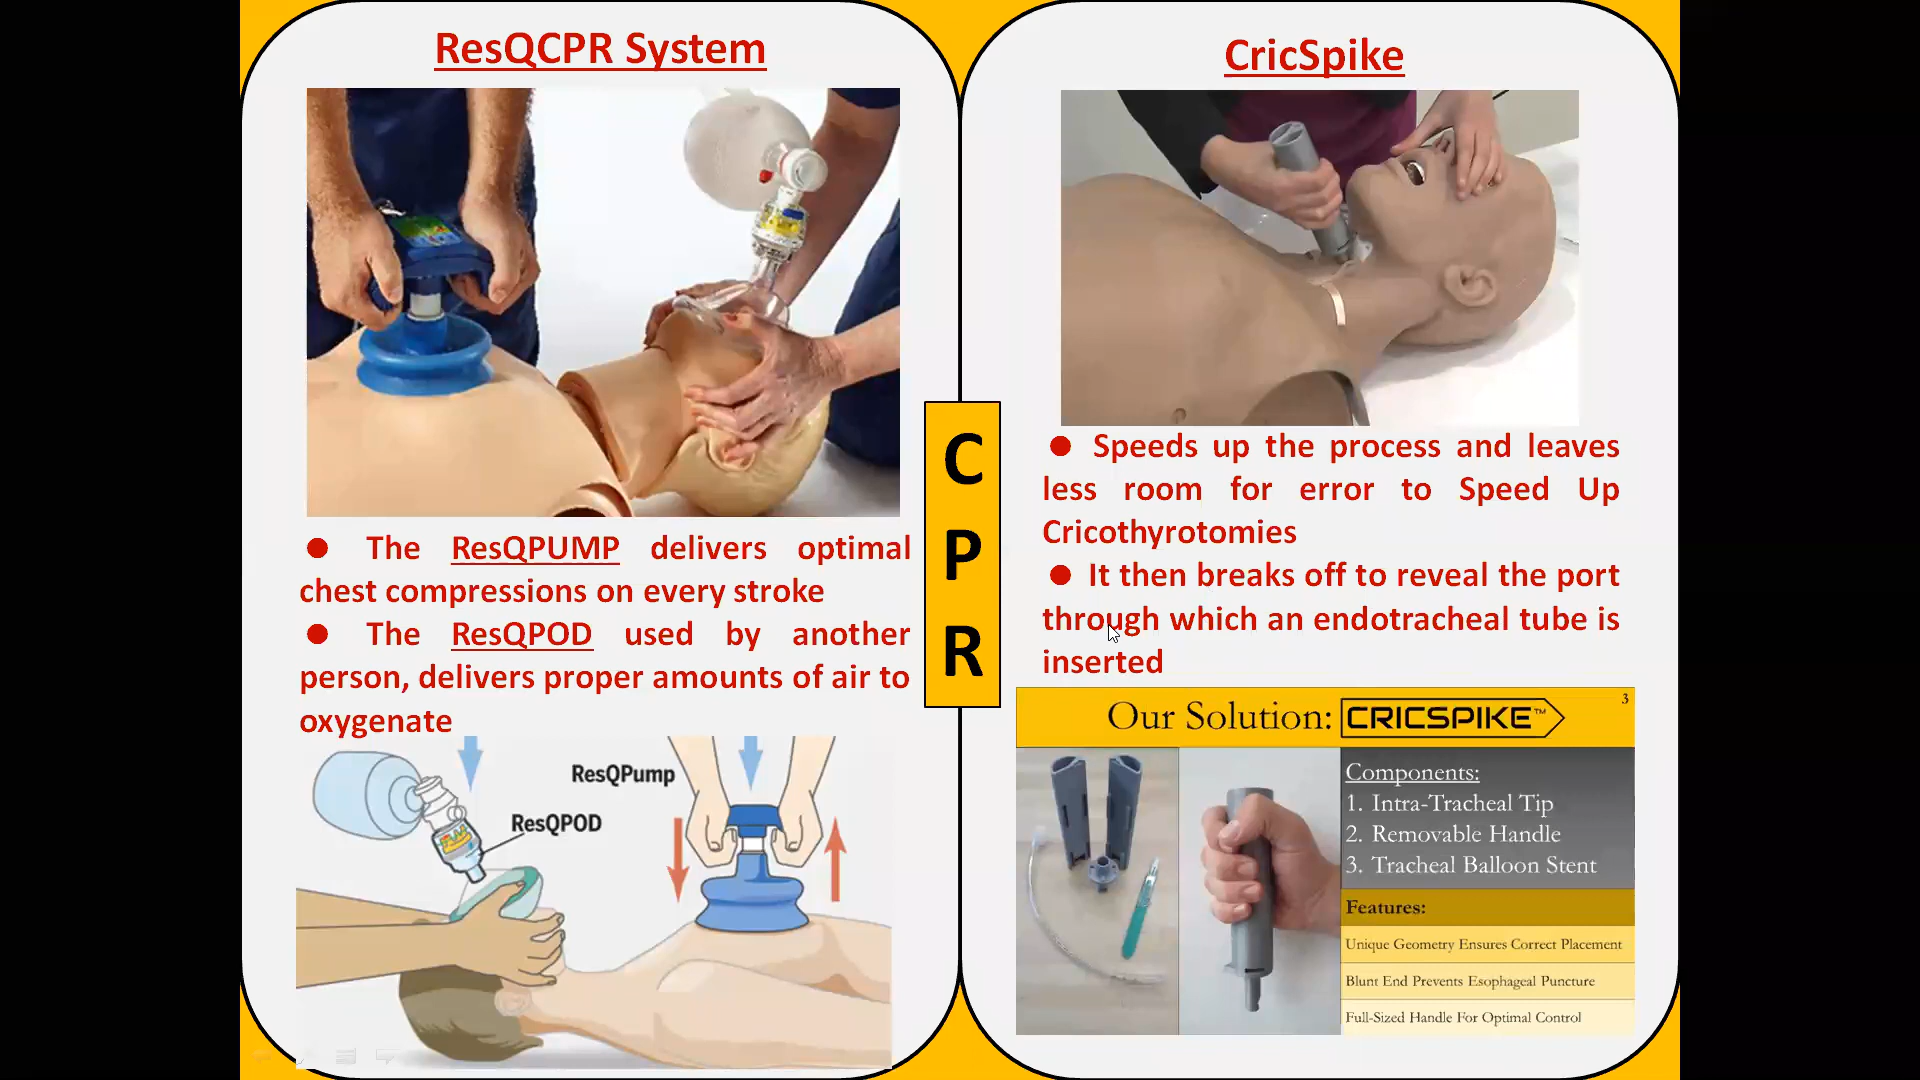 ResQCPR System
● The ResQPUMP delivers optimal
chest compressions on every stroke
● The ResQPOD used by another
person, delivers proper amounts of air to
oxygenate
ResQPump
ResQPOD
C
P
R
CricSpike
● Speeds up the process and leaves
less room for error to Speed Up
Cricothyrotomies
● It then breaks off to reveal the port
through which an endotracheal tube is
inserted
Our Solution: CRICSPIKE™
3
Components:
1. Intra-Tracheal Tip
2. Removable Handle
3. Tracheal Balloon Stent
Features:
Unique Geometry Ensures Correct Placement
Blunt End Prevents Esophageal Puncture
Full-Sized Handle For Optimal Control